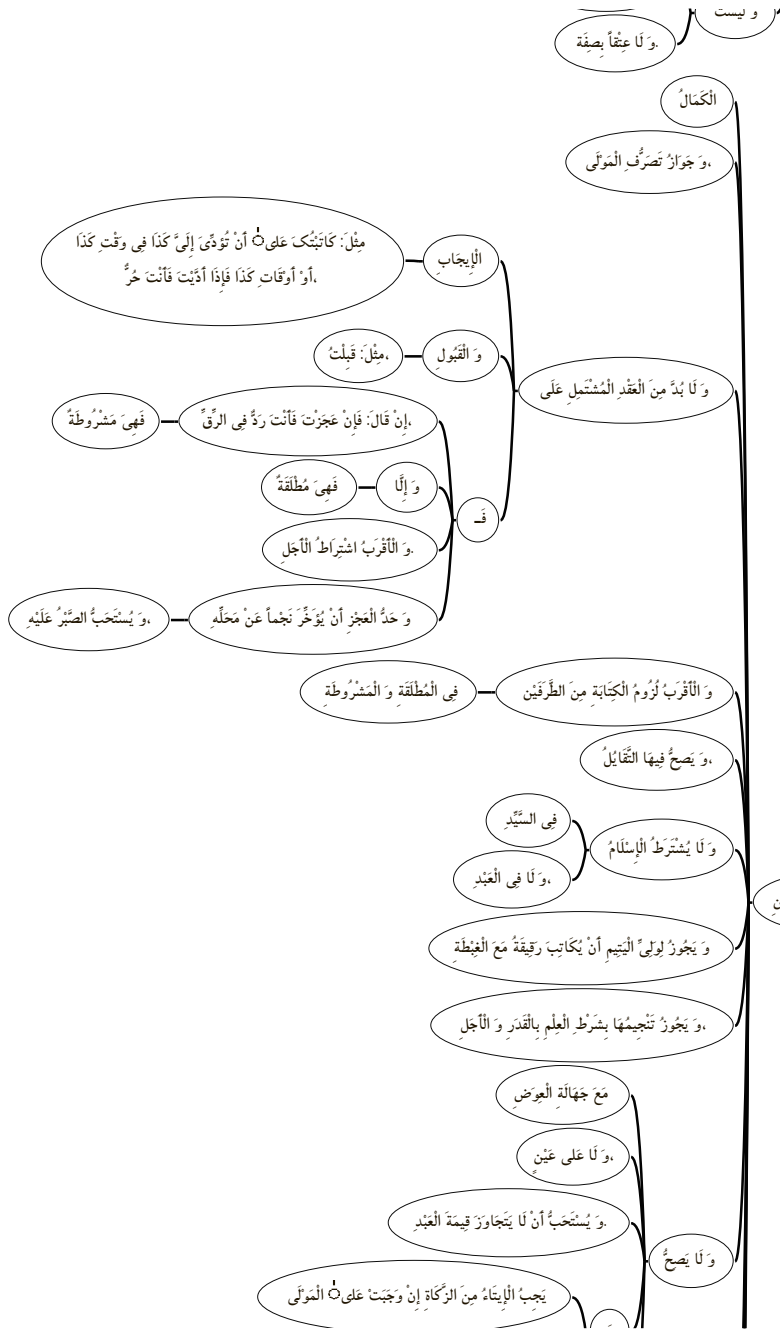 وَ لَيْسَت
وَ لَا عِتْقاً بِصِفَة.
الْكَمَالُ
وَ جَوَازُ تَصَرُّفِ الْمَوْلَى،
الْإِيجَابِ
مِثْلَ: كَاتَبْتُکَ عَلیٰ أَنْ تُؤَدِّیَ إِلَیَّ كَذَا فِی وَقْتِ كَذَا
أَوْ أَوْقَاتِ كَذَا فَإِذَا أَدَّيْتَ فَأَنْتَ حُرٌّ،
وَ لَا بُدَّ مِنَ الْعَقْدِ الْمُشْتَمِلِ عَلَى
وَ الْقَبُولِ
مِثْلَ: قَبِلْتُ،
إِنْ قَالَ: فَإِنْ عَجَزْتَ فَأَنْتَ رَدٌّ فِی الرِّقِّ،
فَهِیَ مَشْرُوطَةٌ
وَ إِلَّا
فَهِیَ مُطْلَقَةٌ
فَـ
وَ الْأَقْرَبُ اشْتِرَاطُ الْأَجَلِ.
وَ حَدُّ الْعَجْزِ أَنْ يُؤَخِّرَ نَجْماً عَنْ مَحَلِّهِ
وَ يُسْتَحَبُّ الصَّبْرُ عَلَيْهِ،
وَ الْأَقْرَبُ لُزُومُ الْكِتَابَةِ مِنَ الطَّرَفَيْنِ
فِی الْمُطْلَقَةِ وَ الْمَشْرُوطَةِ
وَ يَصِحُّ فِيهَا التَّقَايُلُ،
وَ لَا يُشْتَرَطُ الْإِسْلَامُ
فِی السَّيِّدِ
وَ لَا فِی الْعَبْدِ،
وَ يَجُوزُ لِوَلِیِّ الْيَتِيمِ أَنْ يُكَاتِبَ رَقِيقَةُ مَعَ الْغِبْطَةِ
وَ يَجُوزُ تَنْجِيمُهَا بِشَرْطِ الْعِلْمِ بِالْقَدَرِ وَ الْأَجَلِ،
مَعَ جَهَالَةِ الْعِوَضِ
وَ لَا عَلى عَيْنٍ،
وَ يُسْتَحَبُّ أَنْ لَا يَتَجَاوَزَ قِيمَةَ الْعَبْدِ.
وَ لَا يَصِحُّ
يَجِبُ الْإِيتَاءُ مِنَ الزَّكَاةِ إِنْ وَجَبَتْ عَلیٰ الْمَوْلَى